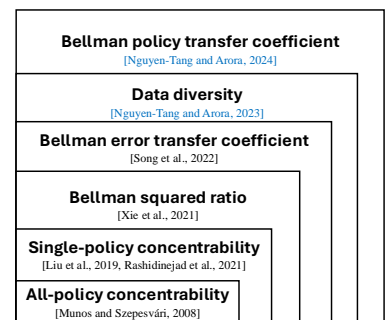 Bellman policy transfer coefficient
[Nguyen-Tang and Arora, 2024]
Data diversity
[Nguyen-Tang and Arora, 2023]
Bellman error transfer coefficient
[Song et al., 2022]
Bellman squared ratio
[Xie et al., 2021]
Single-policy concentrability
[Liu et al., 2019, Rashidinejad et al., 2021]
All-policy concentrability
[Munos and Szepesvári, 2008]